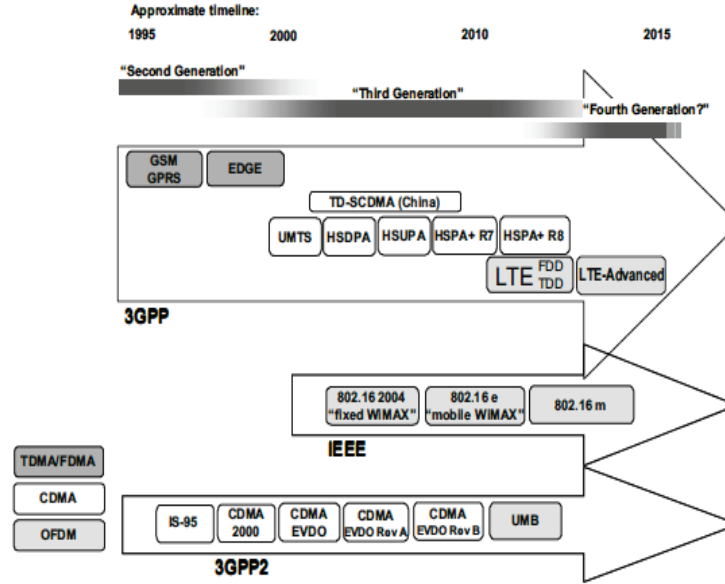 Approximate timeline:
1995 2000 2010 2015
"Second Generation"
"Third Generation"
"Fourth Generation?"
GSM
GPRS
EDGE
TD-SCDMA (China)
UMTS
HSDPA
HSUPA
HSPA+ R7
HSPA+ R8
LTE FDD
TDD
LTE-Advanced
3GPP
802.16 2004
"fixed WIMAX"
802.16 e
"mobile WIMAX"
802.16 m
IEEE
TDMA/FDMA
CDMA
OFDM
IS-95
CDMA
2000
CDMA
EVDO
CDMA
EVDO Rev A
CDMA
EVDO Rev B
UMB
3GPP2